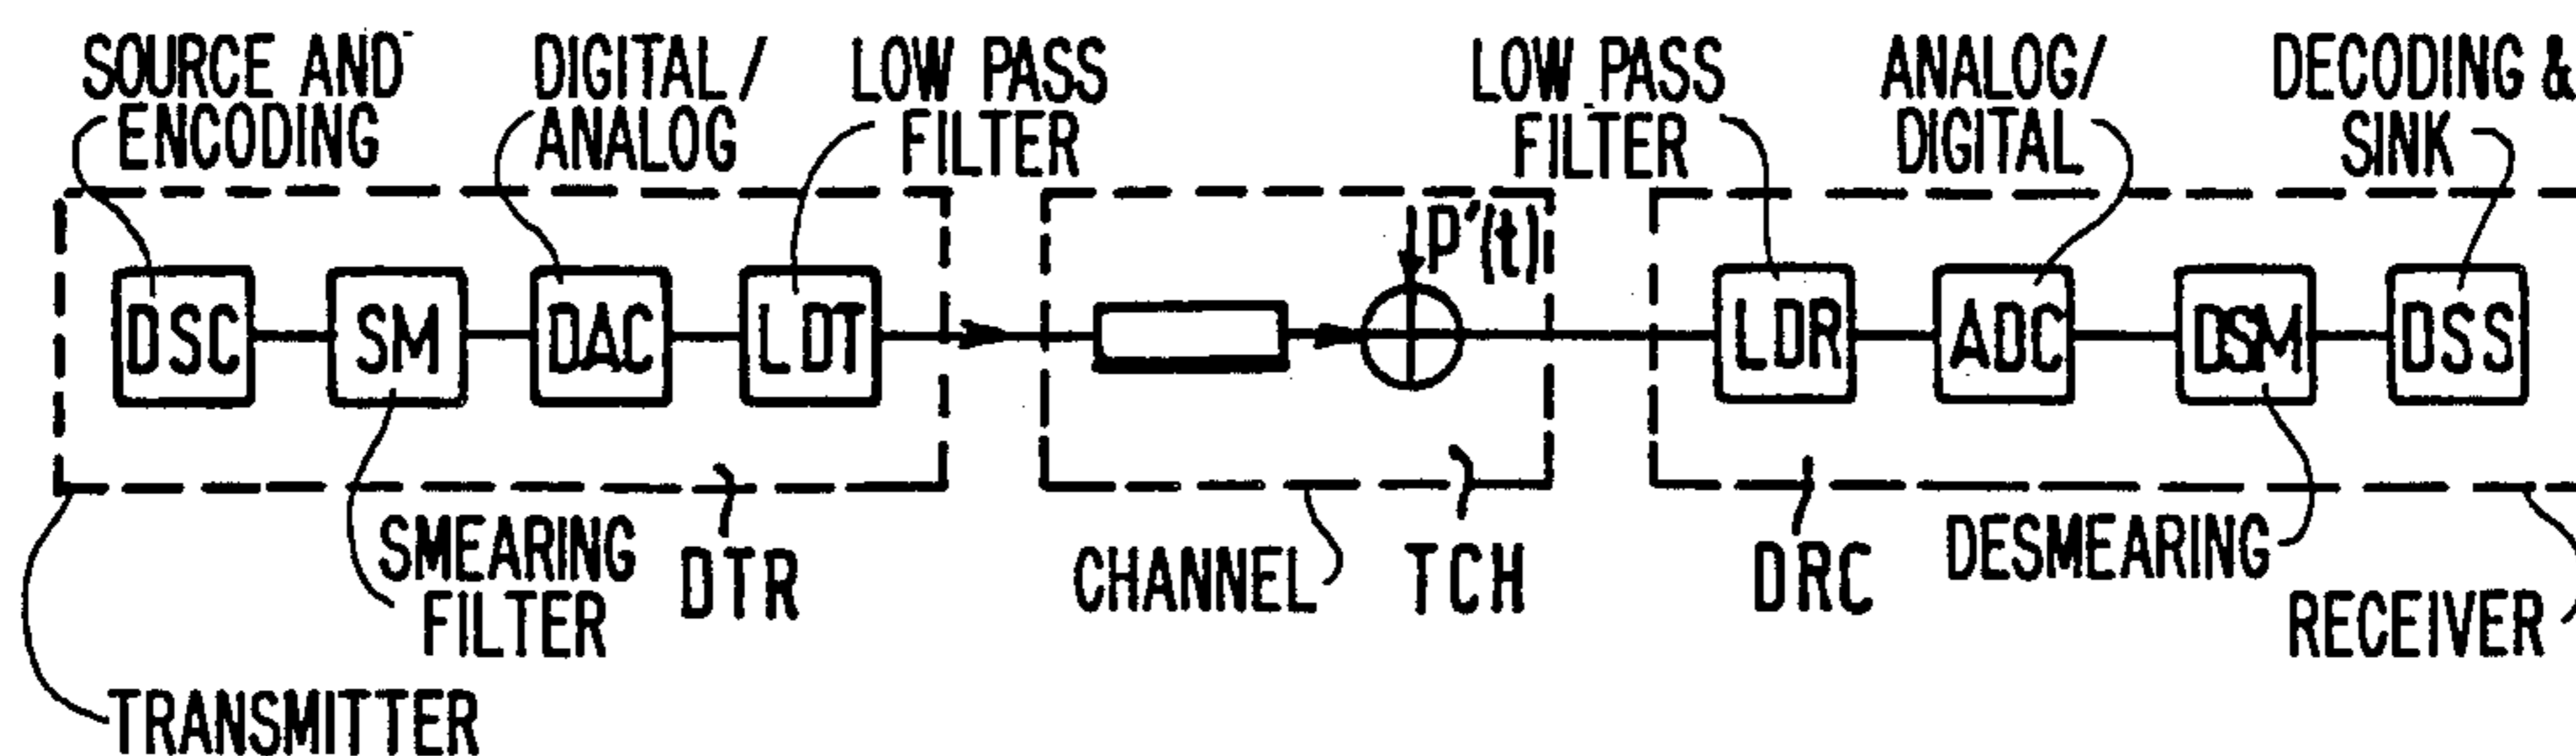 SOURCE AND
ENCODING
DIGITAL/
ANALOG
LOW PASS
FILTER
LOW PASS
FILTER
ANALOG/
DIGITAL
DECODING &
SINK
P'(t)
DSC
SM
DAC
LDT
LDR
ADC
DSM
DSS
SMEARING
FILTER
DTR
CHANNEL
TCH
DRC
DESMEARING
RECEIVER
TRANSMITTER